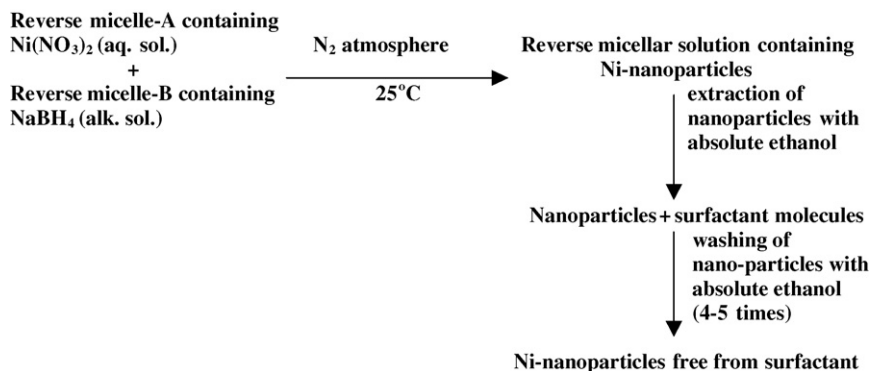 Reverse micelle-A containing
Ni(NO₃)₂ (aq. sol.)
+
Reverse micelle-B containing
NaBH₄ (alk. sol.)
N₂ atmosphere
25°C
Reverse micellar solution containing
Ni-nanoparticles
extraction of
nanoparticles with
absolute ethanol
Nanoparticles + surfactant molecules
washing of
nano-particles with
absolute ethanol
(4-5 times)
Ni-nanoparticles free from surfactant